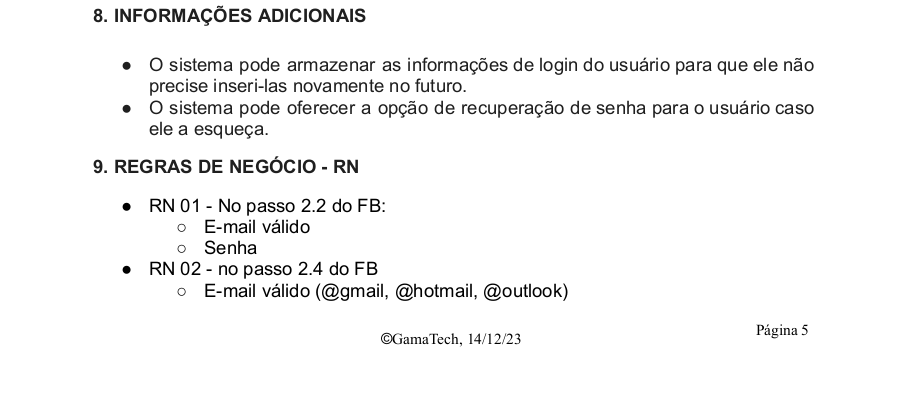 8. INFORMAÇÕES ADICIONAIS
● O sistema pode armazenar as informações de login do usuário para que ele não
precise inseri-las novamente no futuro.
● O sistema pode oferecer a opção de recuperação de senha para o usuário caso
ele a esqueça.
9. REGRAS DE NEGÓCIO - RN
● RN 01 - No passo 2.2 do FB:
○ E-mail válido
○ Senha
● RN 02 - no passo 2.4 do FB
○ E-mail válido (@gmail, @hotmail, @outlook)
Página 5
©GamaTech, 14/12/23